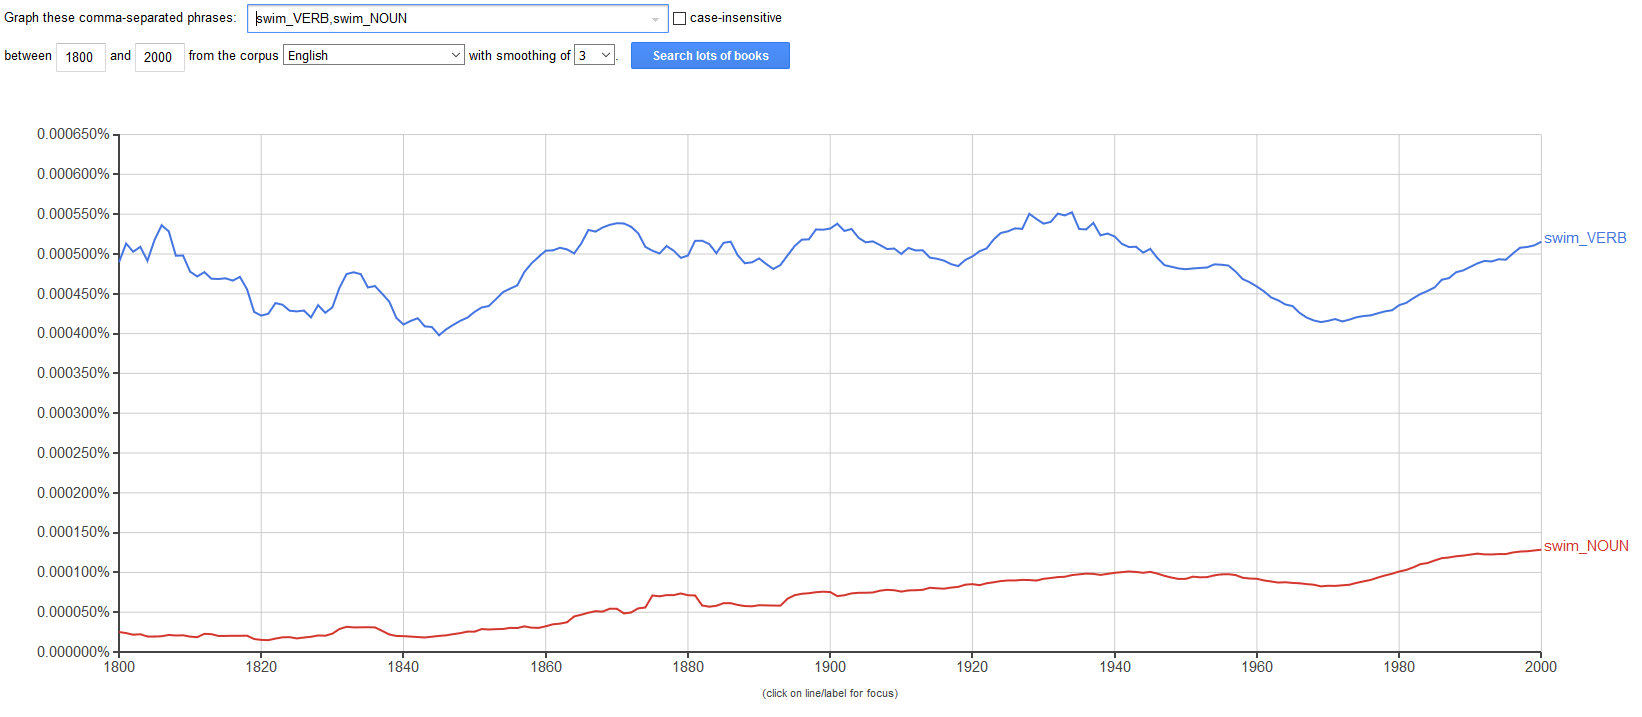 Graph these comma-separated phrases: swim_VERB,swim_NOUN case-insensitive
between 1800 and 2000 from the corpus English with smoothing of 3 . Search lots of books
0.000650%
0.000600%
0.000550%
0.000500%
0.000450%
0.000400%
0.000350%
0.000300%
0.000250%
0.000200%
0.000150%
0.000100%
0.000050%
0.000000%
swim_VERB
swim_NOUN
1800 1820 1840 1860 1880 1900 1920 1940 1960 1980 2000
(click on line/label for focus)